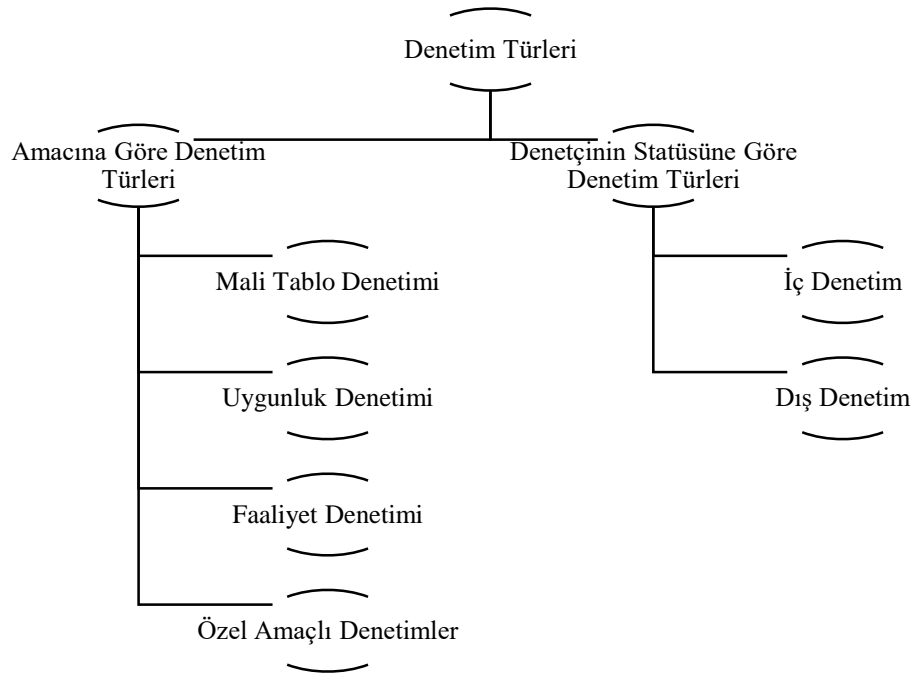 Denetim Türleri
Amacına Göre Denetim
Türleri
Denetçinin Statüsüne Göre
Denetim Türleri
Mali Tablo Denetimi
İç Denetim
Uygunluk Denetimi
Dış Denetim
Faaliyet Denetimi
Özel Amaçlı Denetimler